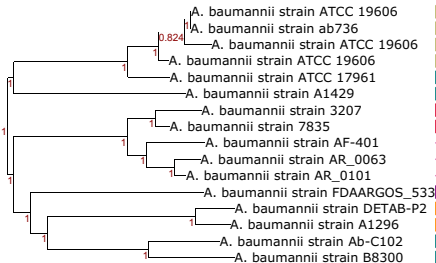 A. baumannii strain ATCC 19606
A. baumannii strain ab736
0.824
A. baumannii strain ATCC 19606
1
A. baumannii strain ATCC 19606
1
A. baumannii strain ATCC 17961
1
A. baumannii strain A1429
1
A. baumannii strain 3207
1
A. baumannii strain 7835
1
A. baumannii strain AF-401
1
A. baumannii strain AR_0063
1
A. baumannii strain AR_0101
1
1
A. baumannii strain FDAARGOS_533
1
A. baumannii strain DETAB-P2
1
A. baumannii strain A1296
1
A. baumannii strain Ab-C102
1
A. baumannii strain B8300
1